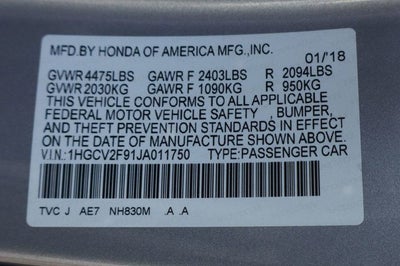 MFD.BY HONDA OF AMERICA MFG.,INC.
01/'18
GVWR 4475LBS GAWR F 2403LBS R 2094LBS
GVWR 2030KG GAWR F 1090KG R 950KG
THIS VEHICLE CONFORMS TO ALL APPLICABLE
FEDERAL MOTOR VEHICLE SAFETY , BUMPER,
AND THEFT PREVENTION STANDARDS IN EFFECT
ON THE DATE OF MANUFACTURE SHOWN ABOVE.
V.I.N.:1HGCV2F91JA011750 TYPE:PASSENGER CAR
TVC J AE7 NH830M .A .A